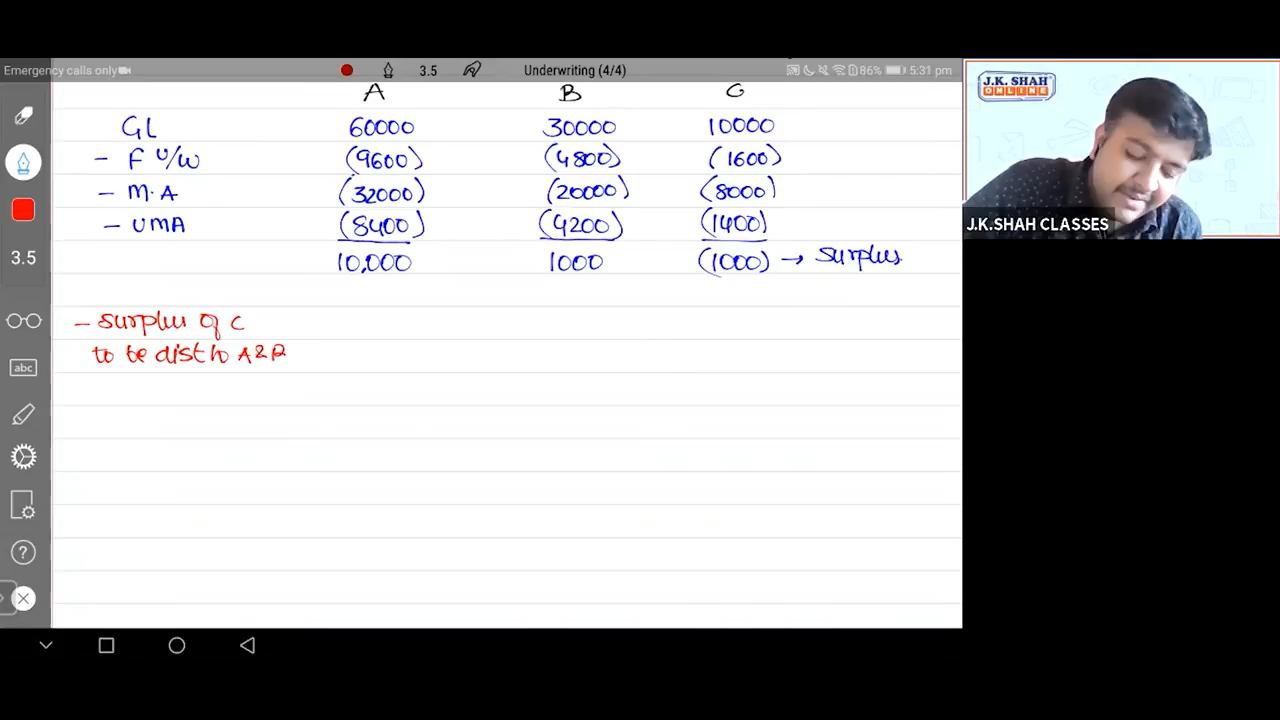 Emergency calls only 3.5 Underwriting (4/4) 86% 5:31 pm
J.K. SHAH
ONLINE
A B C
GL 60000 30000 10000
- F U/W (9600) (4800) (1600)
- M.A (32000) (20000) (8000)
- UMA (8400) (4200) (1400)
10,000 1000 (1000) → Surplus
J.K.SHAH CLASSES
3.5
- Surplus of C
to be dist to A & B
abc